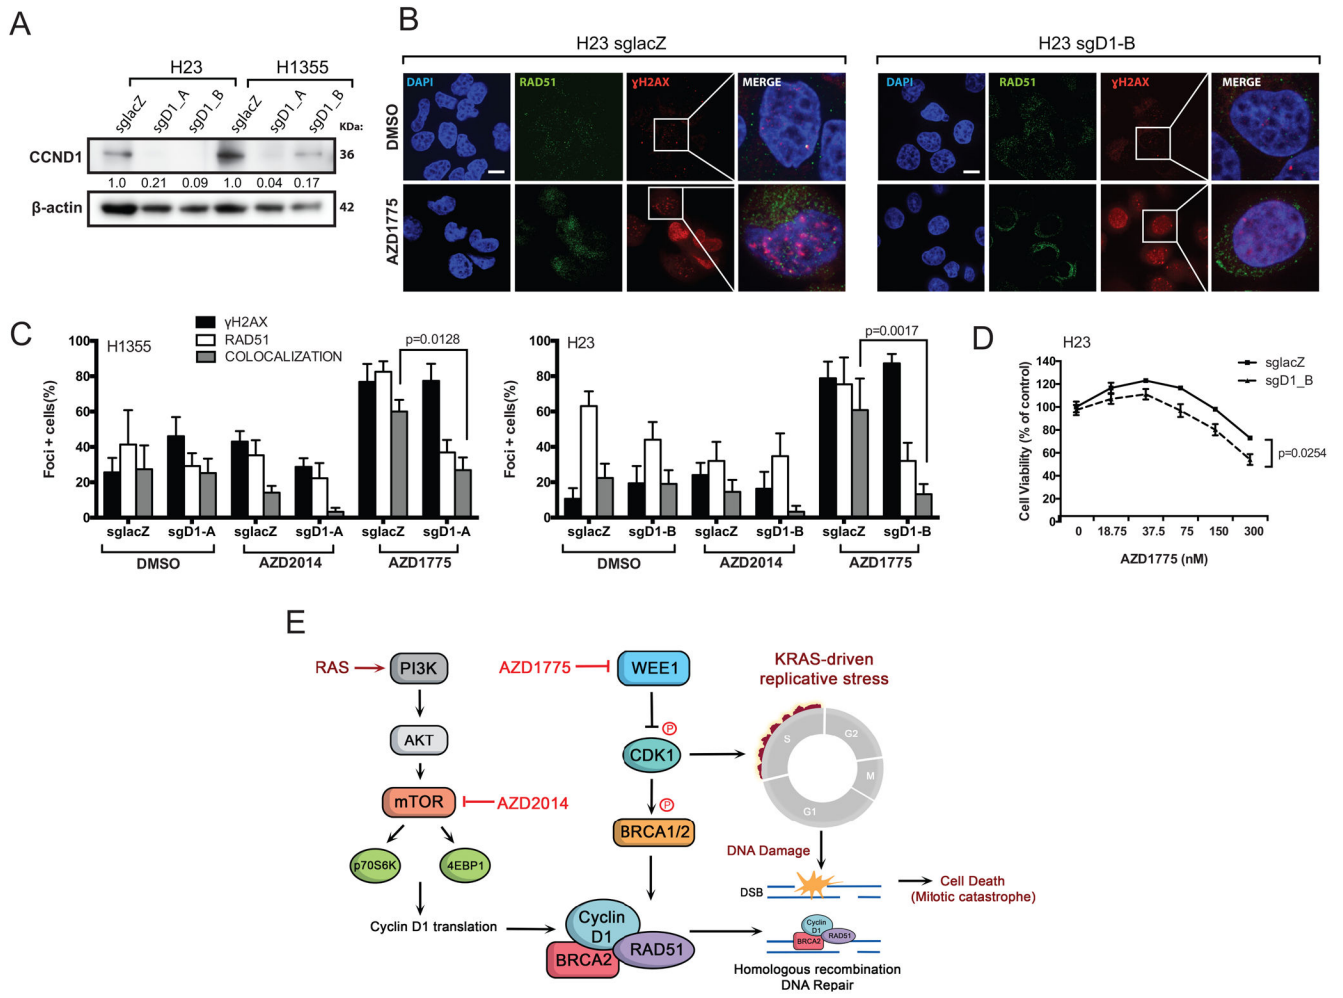 A
H23
H1355
sglacZ
sgD1_A
sgD1_B
sglacZ
sgD1_A
sgD1_B
KDa:
CCND1
36
1.0 0.21 0.09 1.0 0.04 0.17
β-actin
42
B
H23 sglacZ
H23 sgD1-B
DAPI
RAD51
γH2AX
MERGE
DAPI
RAD51
γH2AX
MERGE
DMSO
AZD1775
C
γH2AX
RAD51
COLOCALIZATION
H1355
p=0.0128
Foci + cells(%)
100
80
60
40
20
0
sglacZ sgD1-A sglacZ sgD1-A sglacZ sgD1-A
DMSO AZD2014 AZD1775
H23
p=0.0017
Foci + cells(%)
100
80
60
40
20
0
sglacZ sgD1-B sglacZ sgD1-B sglacZ sgD1-B
DMSO AZD2014 AZD1775
D
H23
sglacZ
sgD1_B
Cell Viability (% of control)
140
120
100
80
60
40
20
0
p=0.0254
0 18.75 37.5 75 150 300
AZD1775 (nM)
E
RAS
PI3K
AKT
mTOR
AZD2014
p70S6K
4EBP1
Cyclin D1 translation
AZD1775
WEE1
P
CDK1
P
BRCA1/2
Cyclin
D1
BRCA2
RAD51
KRAS-driven
replicative stress
S
G2
M
G1
DNA Damage
DSB
Cell Death
(Mitotic catastrophe)
Cyclin
D1
BRCA2
RAD51
Homologous recombination
DNA Repair